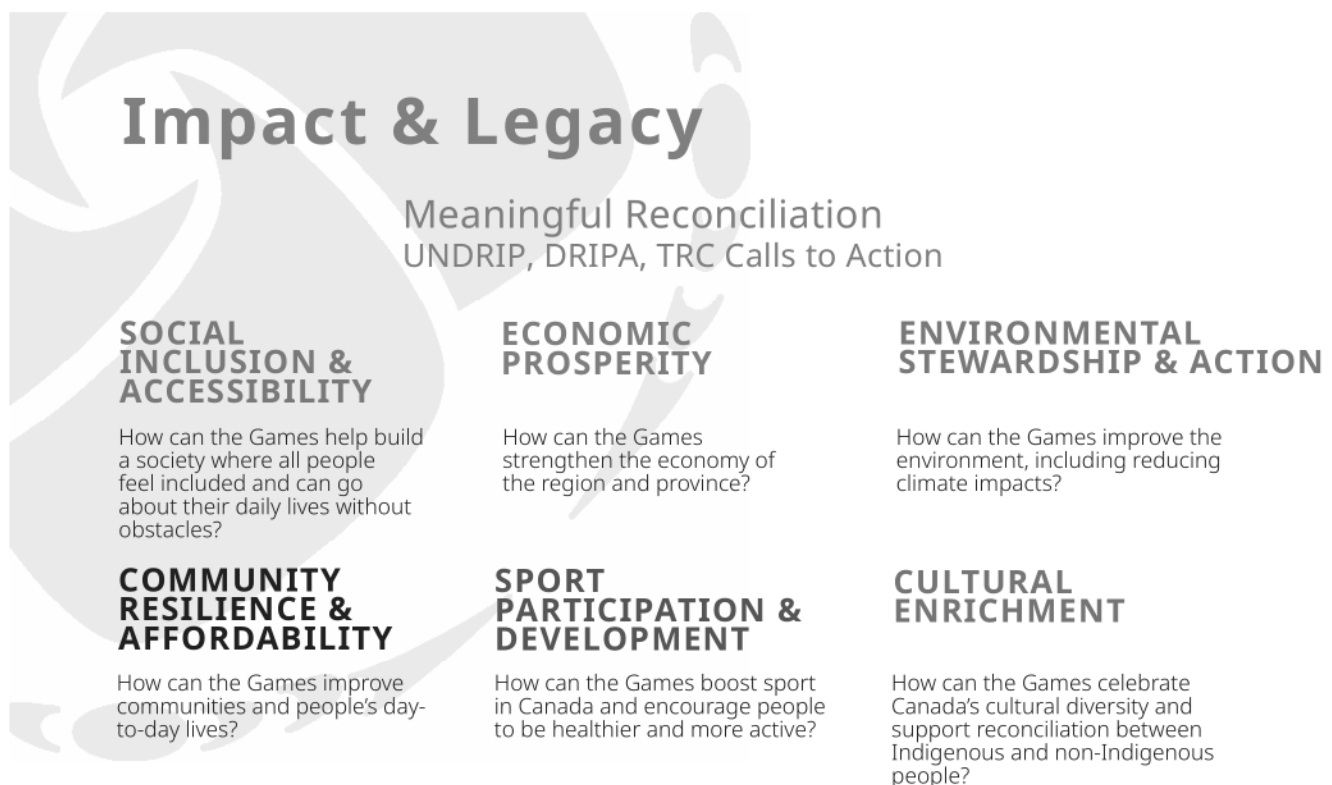 Impact & Legacy
Meaningful Reconciliation
UNDRIP, DRIPA, TRC Calls to Action
SOCIAL
INCLUSION &
ACCESSIBILITY
How can the Games help build
a society where all people
feel included and can go
about their daily lives without
obstacles?
ECONOMIC
PROSPERITY
How can the Games
strengthen the economy of
the region and province?
ENVIRONMENTAL
STEWARDSHIP & ACTION
How can the Games improve the
environment, including reducing
climate impacts?
COMMUNITY
RESILIENCE &
AFFORDABILITY
How can the Games improve
communities and people’s day-
to-day lives?
SPORT
PARTICIPATION &
DEVELOPMENT
How can the Games boost sport
in Canada and encourage people
to be healthier and more active?
CULTURAL
ENRICHMENT
How can the Games celebrate
Canada’s cultural diversity and
support reconciliation between
Indigenous and non-Indigenous
people?